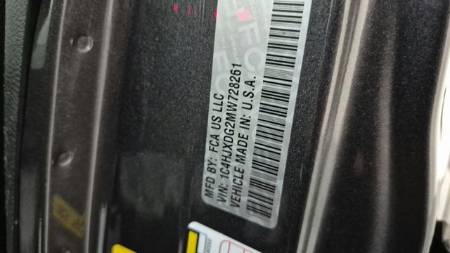 MFD BY: FCA US LLC
VIN: 1C4HJXDG2MW728261
VEHICLE MADE IN: U.S.A.